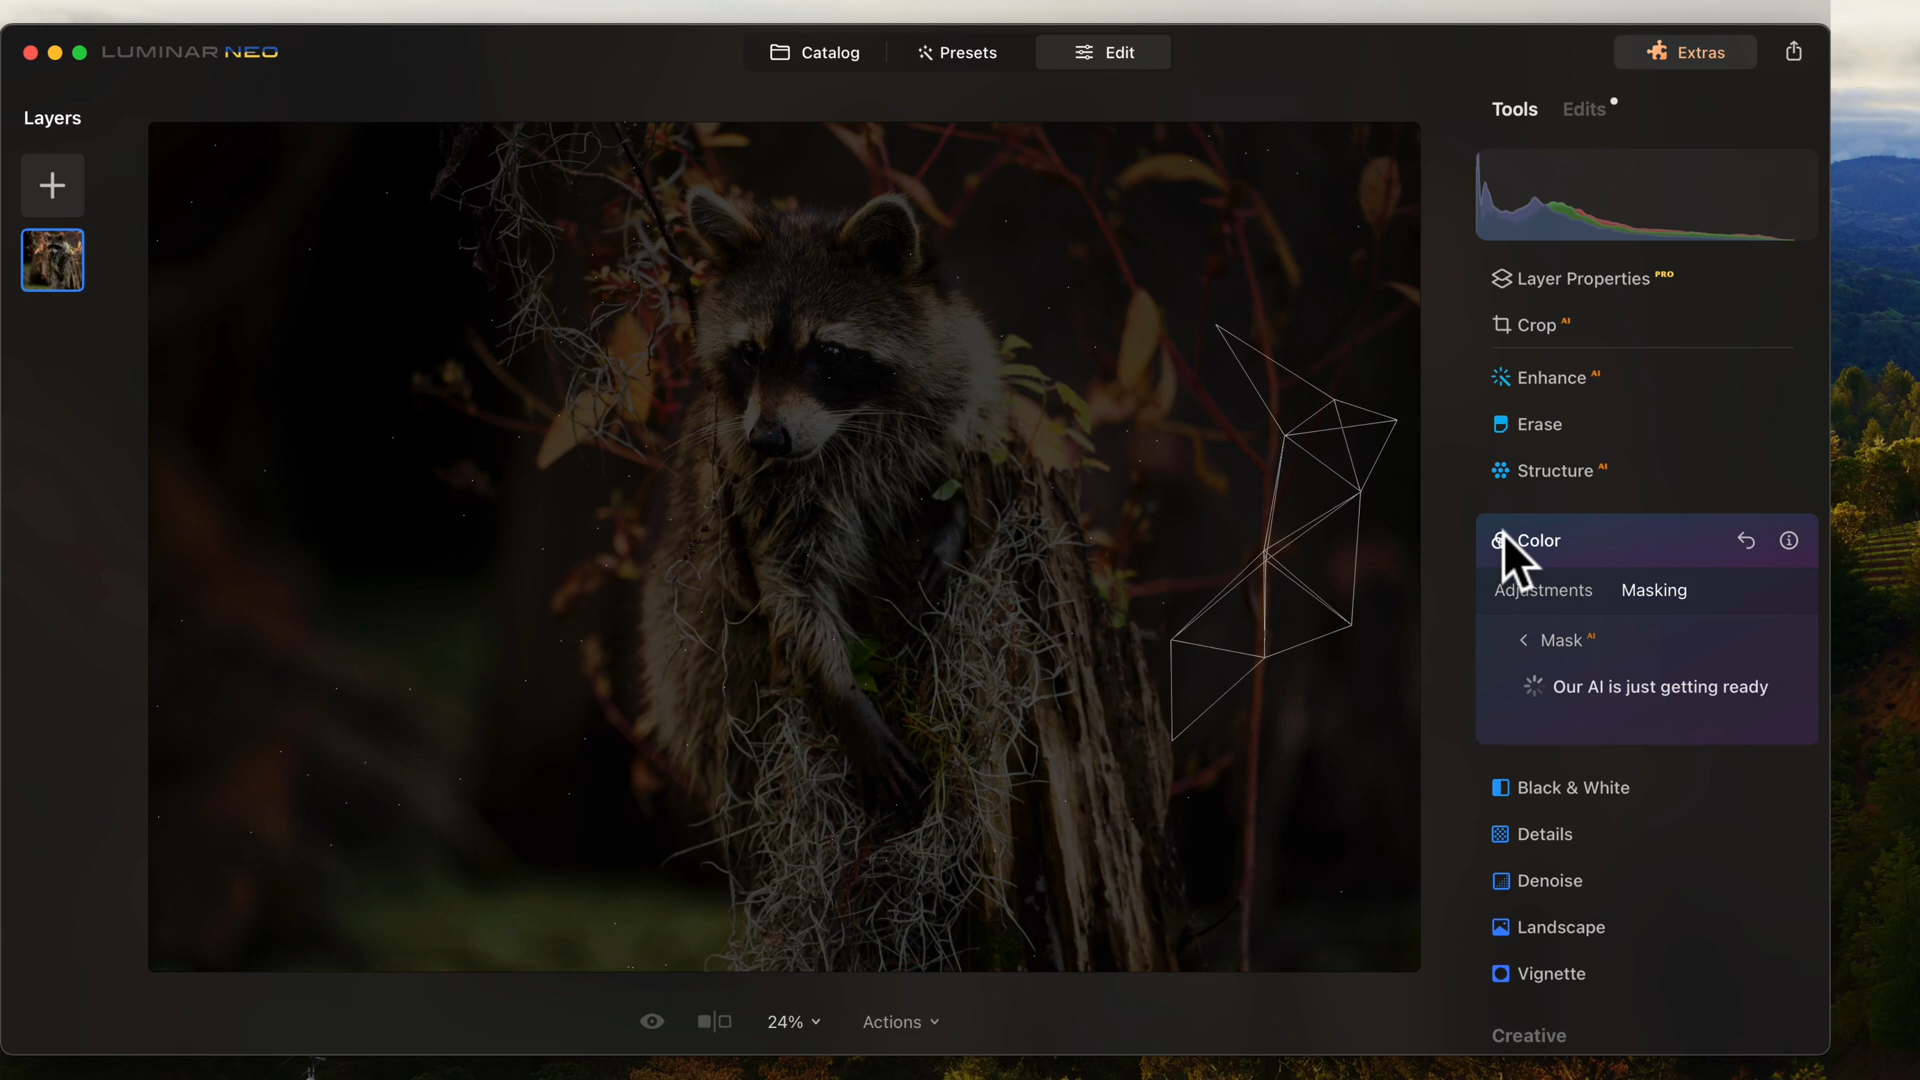 LUMINAR NEO
Catalog
Presets
Edit
Extras
Layers
Tools
Edits
Layer Properties PRO
Crop AI
Enhance AI
Erase
Structure AI
Color
Adjustments
Masking
Mask AI
Our AI is just getting ready
Black & White
Details
Denoise
Landscape
Vignette
Creative
24%
Actions